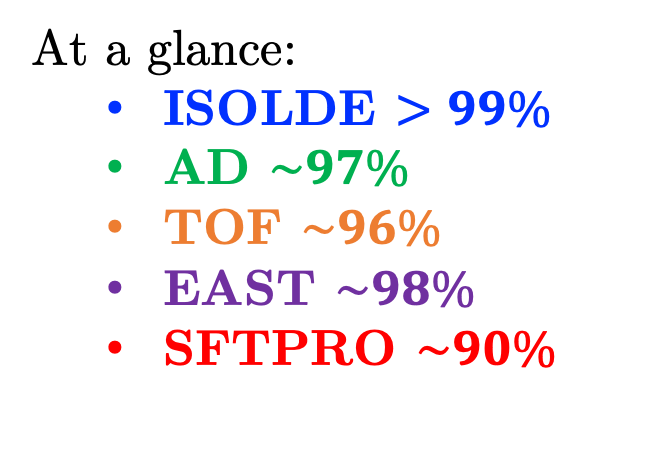 At a glance:
• ISOLDE > 99%
• AD ~97%
• TOF ~96%
• EAST ~98%
• SFTPRO ~90%